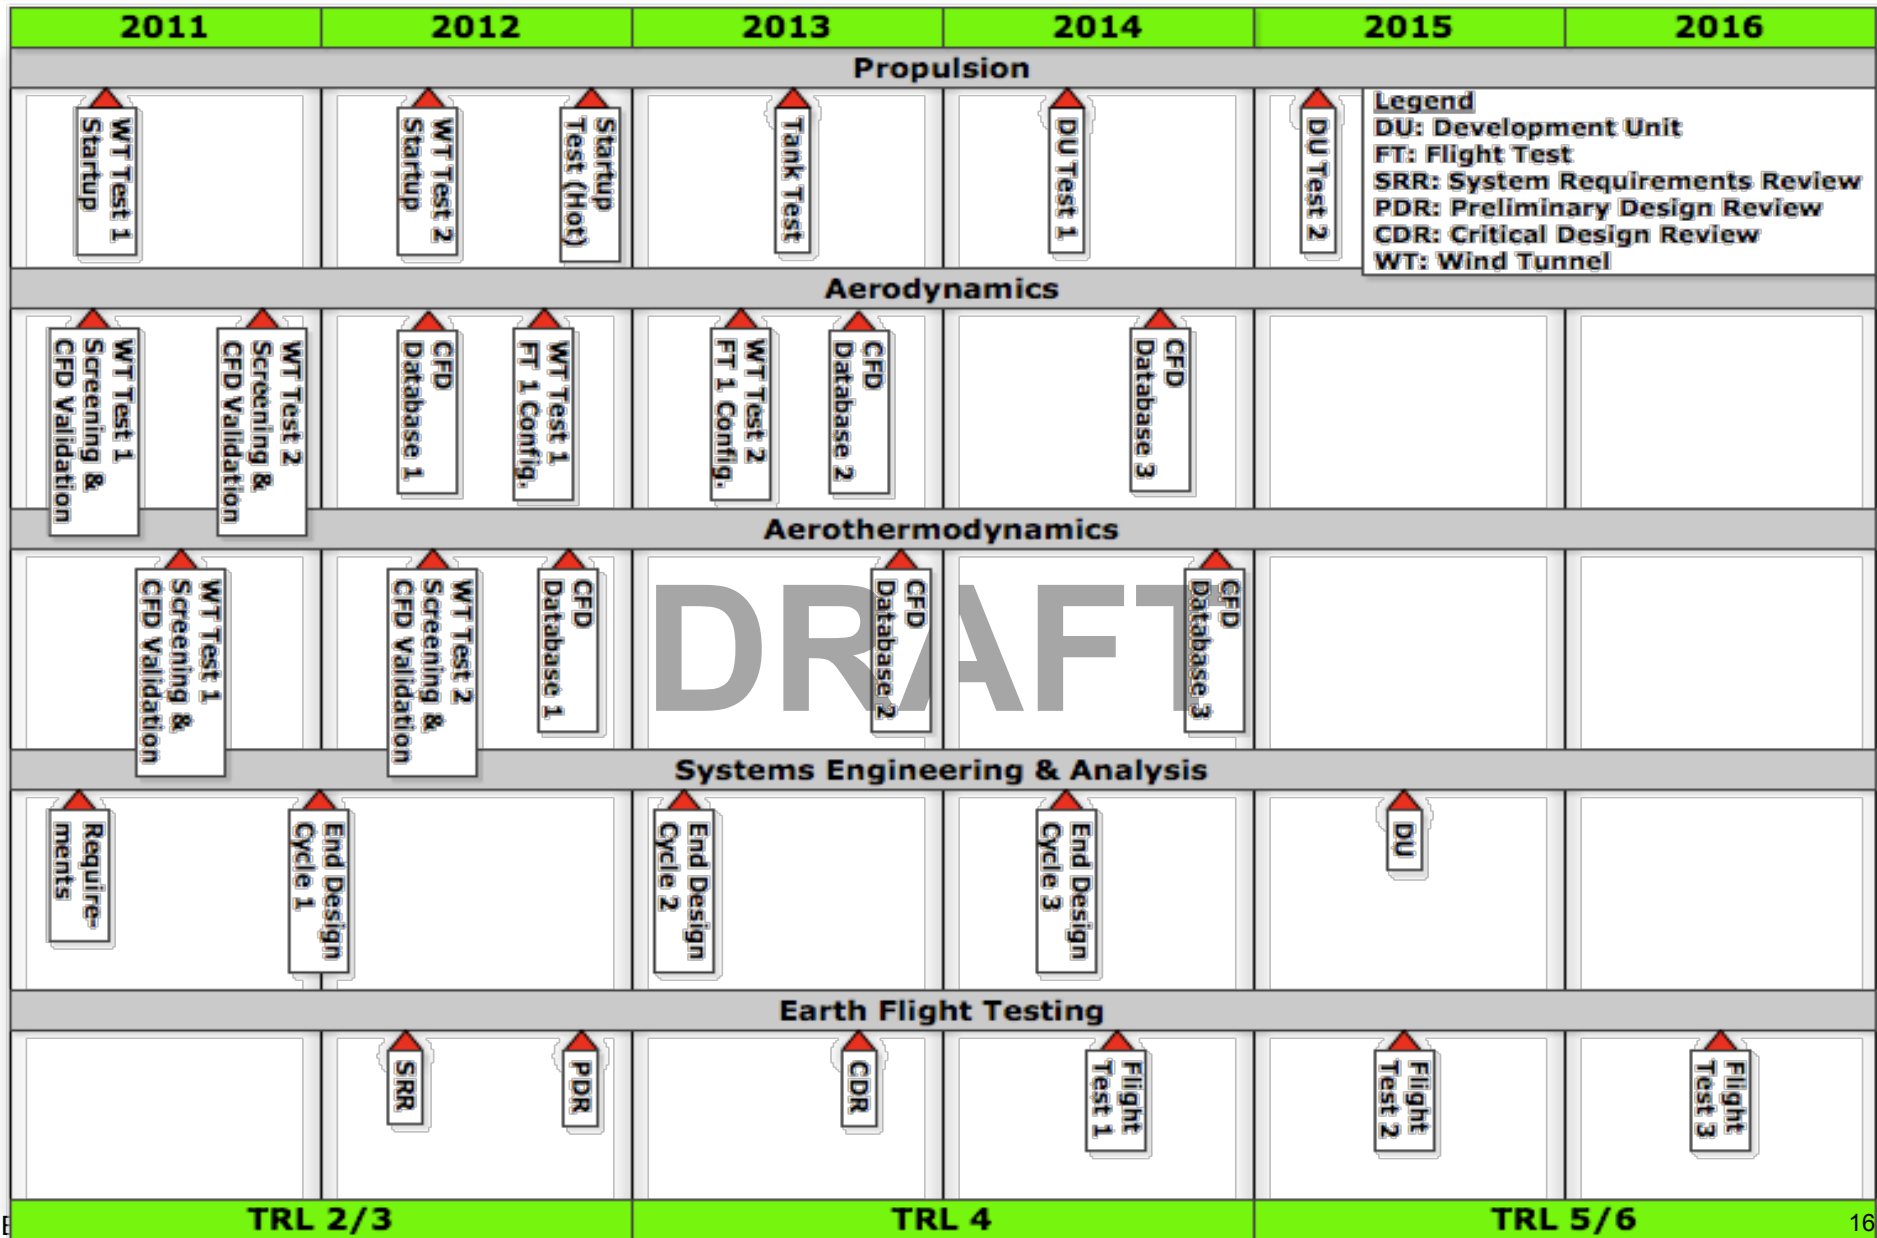 2011 2012 2013 2014 2015 2016
Propulsion
WT Test 1
Startup
WT Test 2
Startup
Startup
Test (Hot)
Tank Test
DU Test 1
DU Test 2
Legend
DU: Development Unit
FT: Flight Test
SRR: System Requirements Review
PDR: Preliminary Design Review
CDR: Critical Design Review
WT: Wind Tunnel
Aerodynamics
WT Test 1
Screening &
CFD Validation
WT Test 2
Screening &
CFD Validation
CFD
Database 1
WT Test 1
FT 1 Config.
WT Test 2
FT 1 Config.
CFD
Database 2
CFD
Database 3
Aerothermodynamics
WT Test 1
Screening &
CFD Validation
WT Test 2
Screening &
CFD Validation
CFD
Database 1
CFD
Database 2
CFD
Database 3
DRAFT
Systems Engineering & Analysis
Require-
ments
End Design
Cycle 1
End Design
Cycle 2
End Design
Cycle 3
DU
Earth Flight Testing
SRR
PDR
CDR
Flight
Test 1
Flight
Test 2
Flight
Test 3
TRL 2/3 TRL 4 TRL 5/6
16